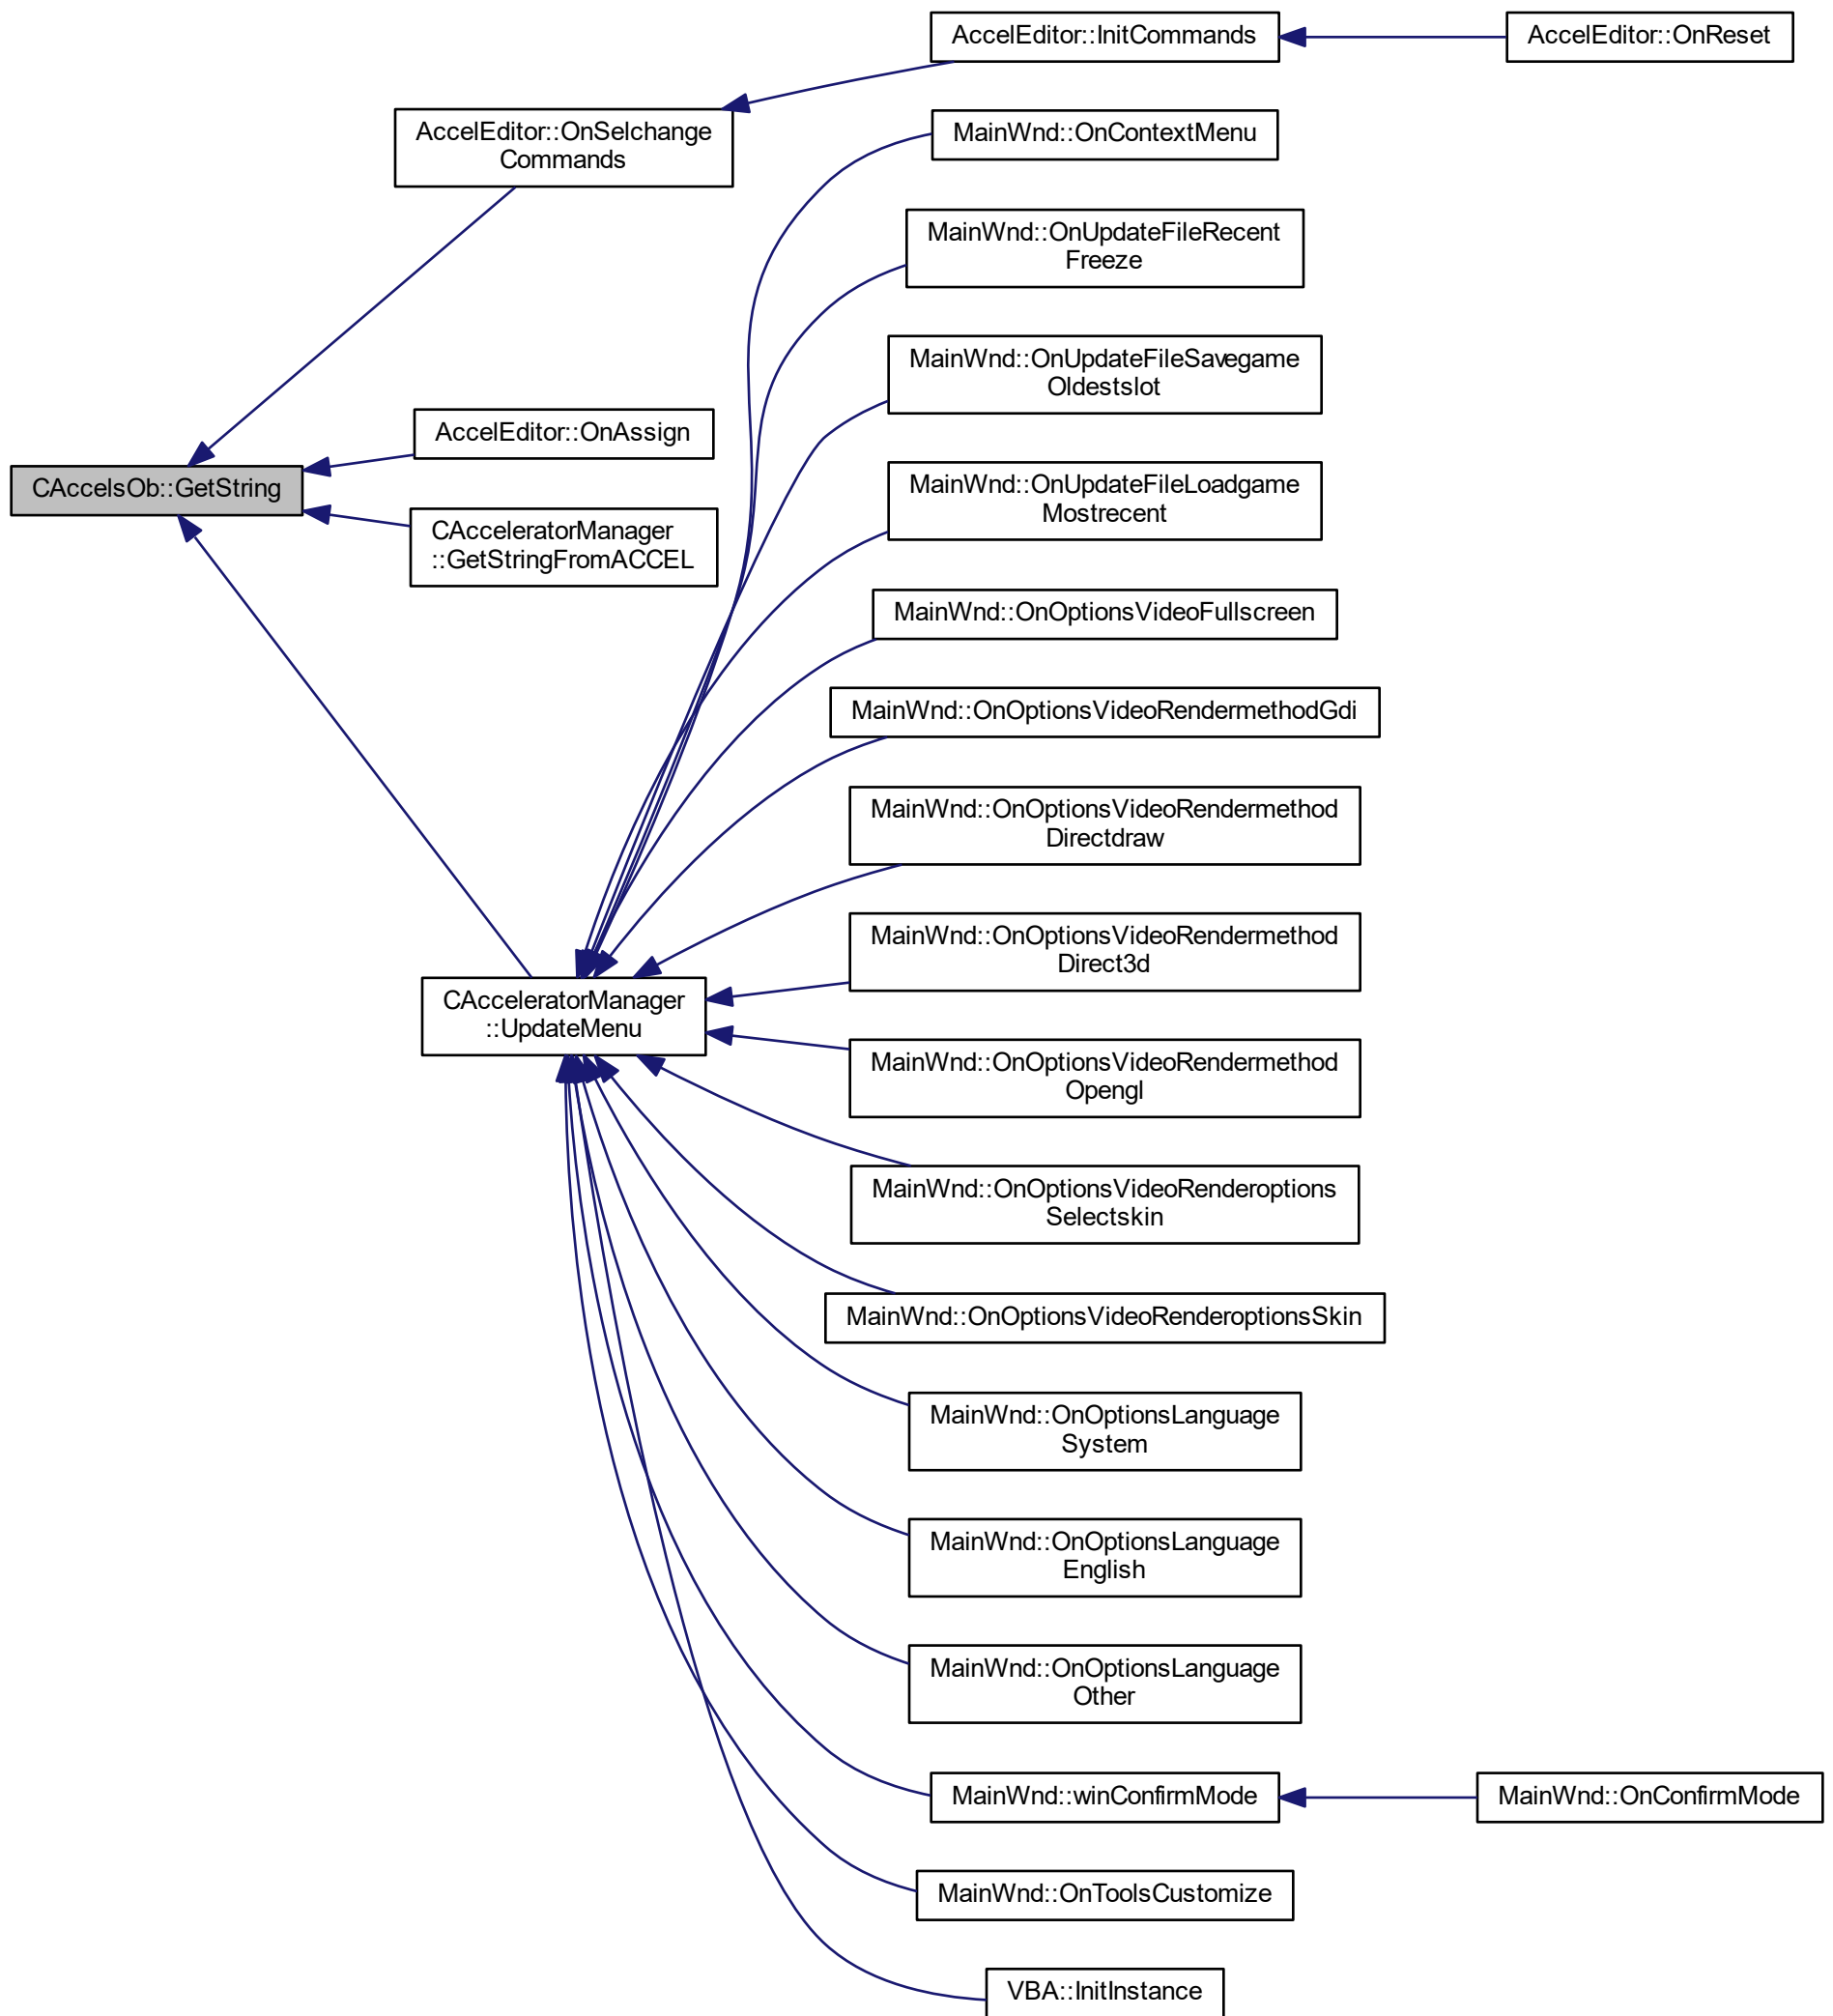 AccelEditor::InitCommands
AccelEditor::OnReset
AccelEditor::OnSelchange
Commands
MainWnd::OnContextMenu
MainWnd::OnUpdateFileRecent
Freeze
MainWnd::OnUpdateFileSavegame
Oldestslot
AccelEditor::OnAssign
CAccelsOb::GetString
CAcceleratorManager
::GetStringFromACCEL
MainWnd::OnUpdateFileLoadgame
Mostrecent
MainWnd::OnOptionsVideoFullscreen
MainWnd::OnOptionsVideoRendermethodGdi
MainWnd::OnOptionsVideoRendermethod
Directdraw
MainWnd::OnOptionsVideoRendermethod
Direct3d
CAcceleratorManager
::UpdateMenu
MainWnd::OnOptionsVideoRendermethod
Opengl
MainWnd::OnOptionsVideoRenderoptions
Selectskin
MainWnd::OnOptionsVideoRenderoptionsSkin
MainWnd::OnOptionsLanguage
System
MainWnd::OnOptionsLanguage
English
MainWnd::OnOptionsLanguage
Other
MainWnd::winConfirmMode
MainWnd::OnConfirmMode
MainWnd::OnToolsCustomize
VBA::InitInstance